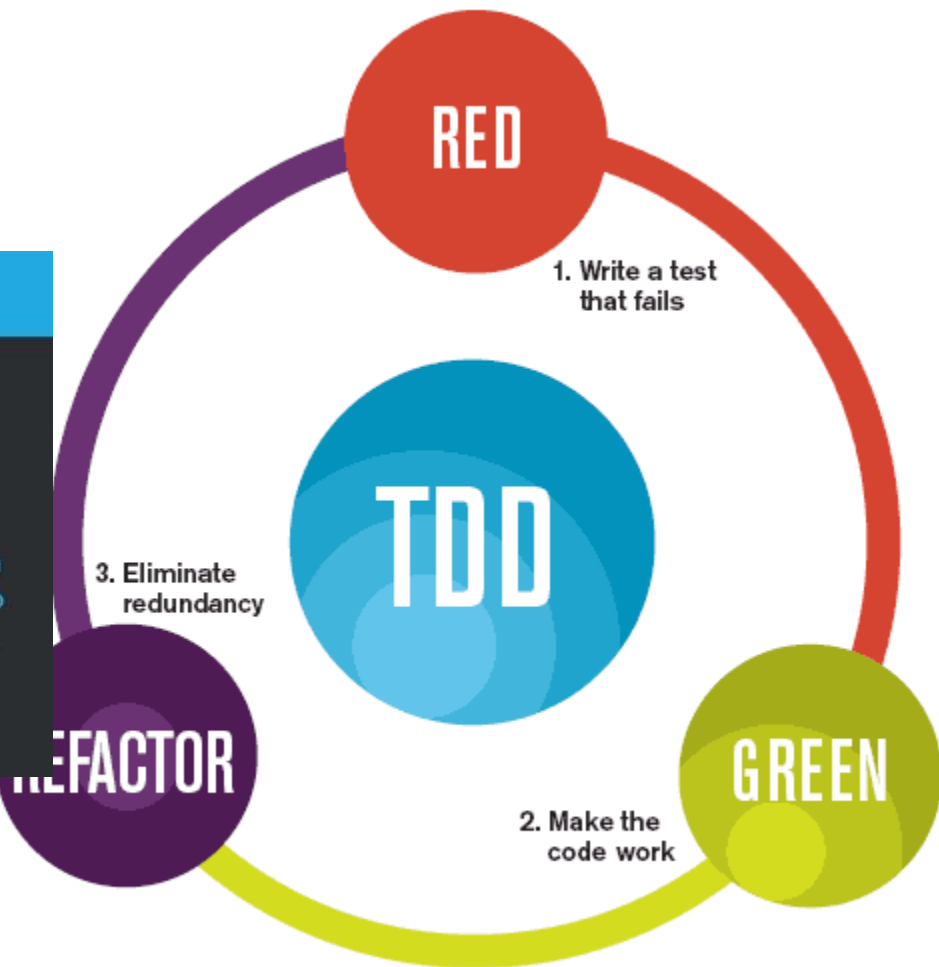 RED
1. Write a test
that fails
TDD
3. Eliminate
redundancy
REFACTOR
GREEN
2. Make the
code work